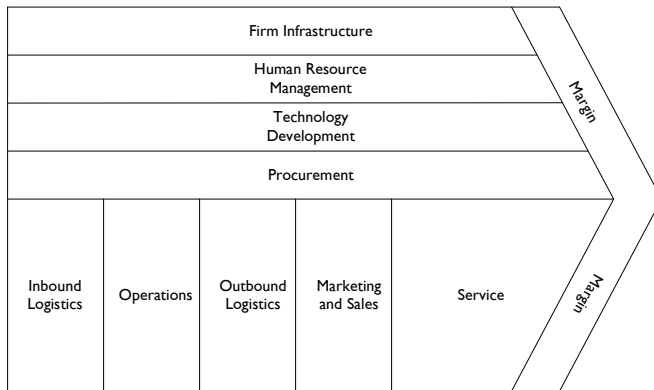 Firm Infrastructure
Human Resource
Management
Technology
Development
Procurement
Margin
Inbound
Logistics
Operations
Outbound
Logistics
Marketing
and Sales
Service
Margin